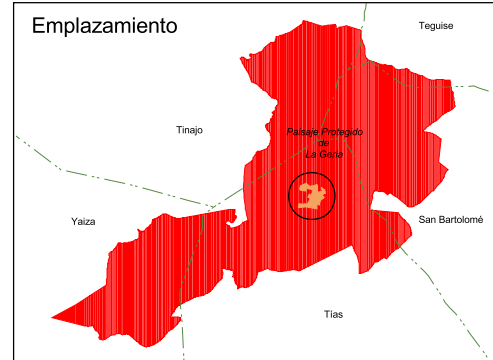 Emplazamiento
Teguise
Tinajo
Paisaje Protegido
de
La Geria
Yaiza
San Bartolomé
Tías